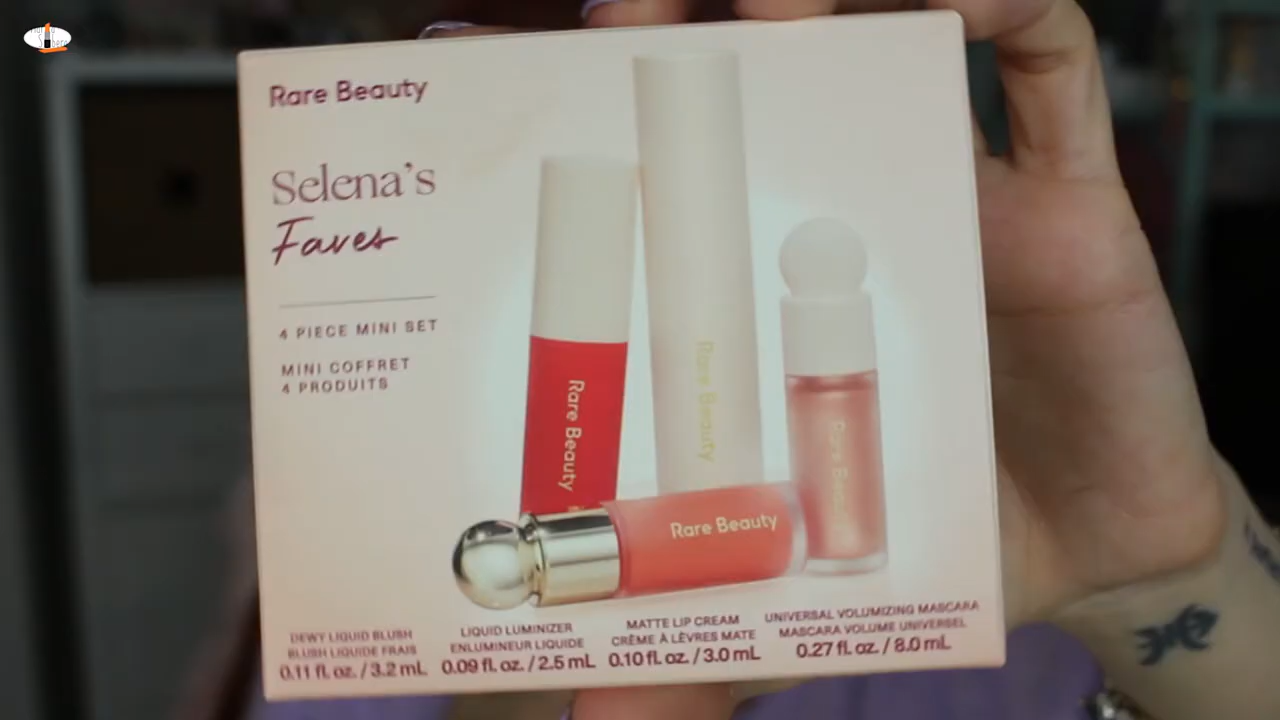 Rare Beauty
Selena's
Faves
4 PIECE MINI SET
MINI COFFRET
4 PRODUITS
Rare Beauty
Rare Beauty
Rare Beauty
Rare Beauty
DEWY LIQUID BLUSH
BLUSH LIQUIDE FRAIS
0.11 fl. oz. / 3.2 mL
LIQUID LUMINIZER
ENLUMINEUR LIQUIDE
0.09 fl. oz. / 2.5 mL
MATTE LIP CREAM
CRÈME À LÈVRES MATE
0.10 fl. oz. / 3.0 mL
UNIVERSAL VOLUMIZING MASCARA
MASCARA VOLUME UNIVERSEL
0.27 fl. oz. / 8.0 mL